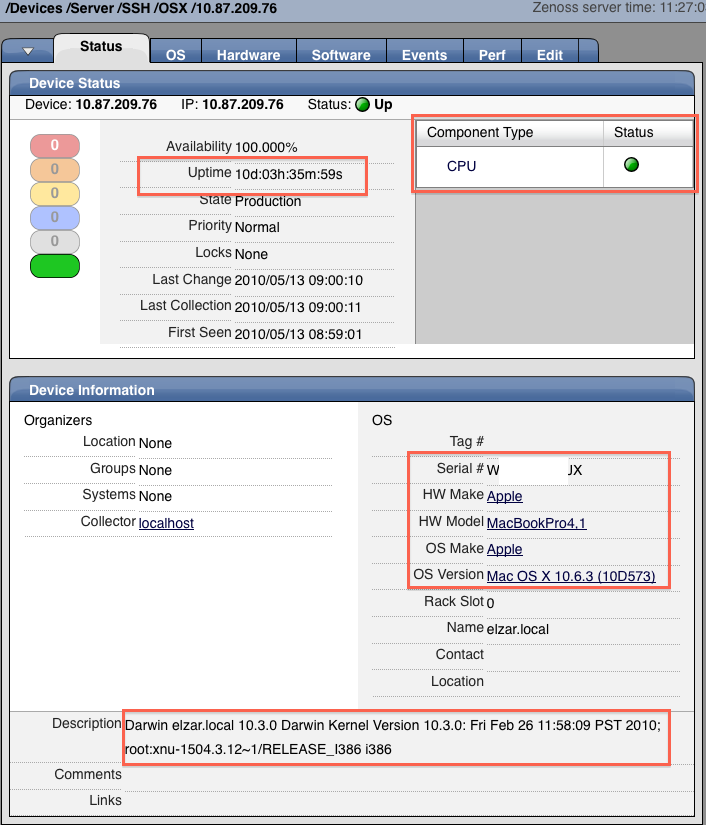 /Devices /Server /SSH /OSX /10.87.209.76 Zenoss server time: 11:27:0
Status OS Hardware Software Events Perf Edit
Device Status
Device: 10.87.209.76 IP: 10.87.209.76 Status: Up
Component Type Status
CPU
0
0
0
0
0
Availability 100.000%
Uptime 10d:03h:35m:59s
State Production
Priority Normal
Locks None
Last Change 2010/05/13 09:00:10
Last Collection 2010/05/13 09:00:11
First Seen 2010/05/13 08:59:01
Device Information
Organizers
Location None
Groups None
Systems None
Collector localhost
OS
Tag #
Serial # W JX
HW Make Apple
HW Model MacBookPro4,1
OS Make Apple
OS Version Mac OS X 10.6.3 (10D573)
Rack Slot 0
Name elzar.local
Contact
Location
Description Darwin elzar.local 10.3.0 Darwin Kernel Version 10.3.0: Fri Feb 26 11:58:09 PST 2010;
root:xnu-1504.3.12~1/RELEASE_I386 i386
Comments
Links